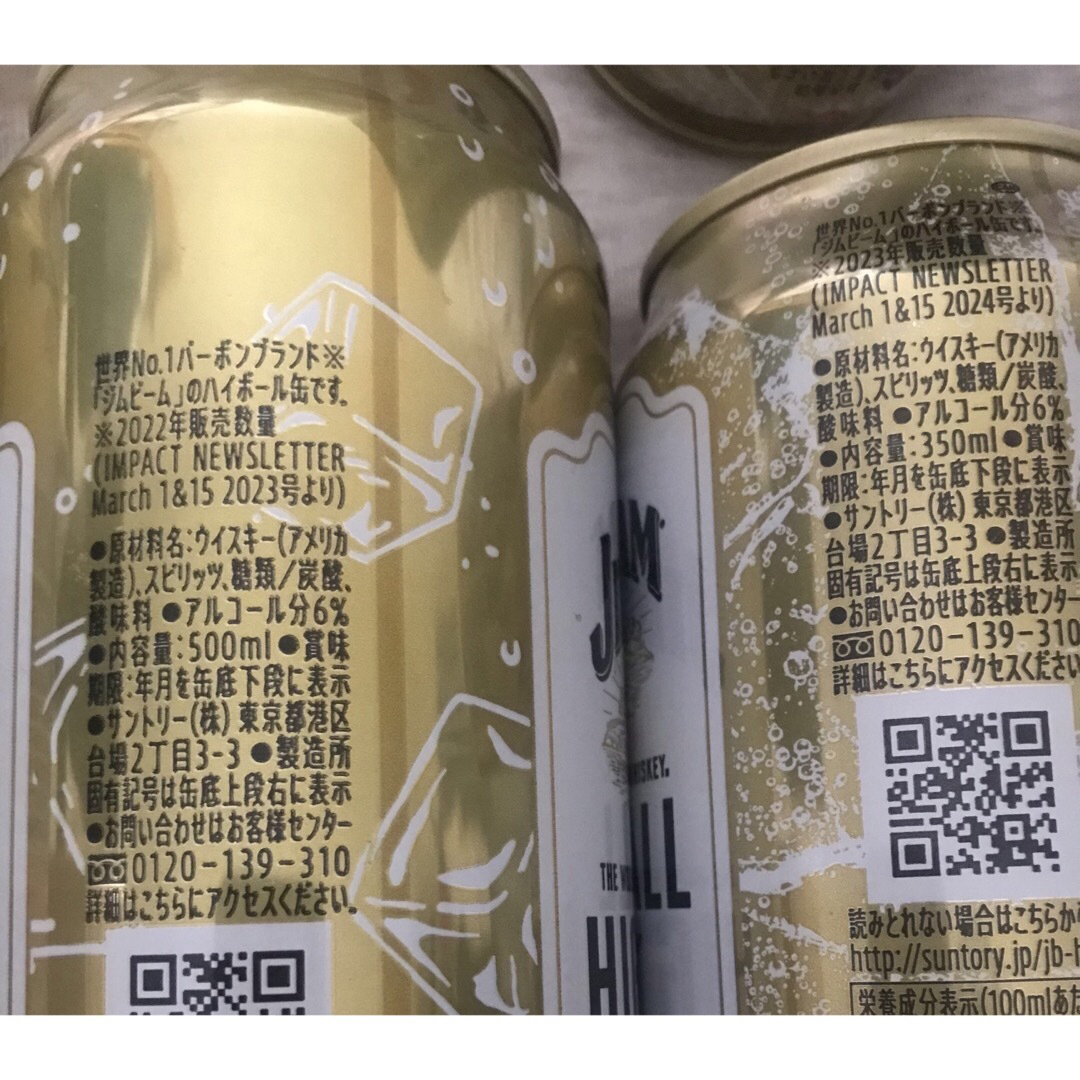 世界No.1バーボンブランド※
「ジムビーム」のハイボール缶です。
※2022年販売数量
(IMPACT NEWSLETTER
March 1&15 2023号より)
●原材料名:ウイスキー(アメリカ
製造)、スピリッツ、糖類/炭酸、
酸味料 ●アルコール分6%
●内容量:500ml ●賞味
期限:年月を缶底下段に表示
●サントリー(株) 東京都港区
台場2丁目3-3 ●製造所
固有記号は缶底上段右に表示
●お問い合わせはお客様センター
0120-139-310
詳細はこちらにアクセスください。
世界No.1バーボンブランド※
「ジムビーム」のハイボール缶です。
※2023年販売数量
(IMPACT NEWSLETTER
March 1&15 2024号より)
●原材料名:ウイスキー(アメリカ
製造)、スピリッツ、糖類/炭酸、
酸味料 ●アルコール分6%
●内容量:350ml ●賞味
期限:年月を缶底下段に表示
●サントリー(株) 東京都港区
台場2丁目3-3 ●製造所
固有記号は缶底上段右に表示
●お問い合わせはお客様センター
0120-139-310
詳細はこちらにアクセスください
読みとれない場合はこちらか
http://suntory.jp/jb-h
栄養成分表示(100mlあた
THE